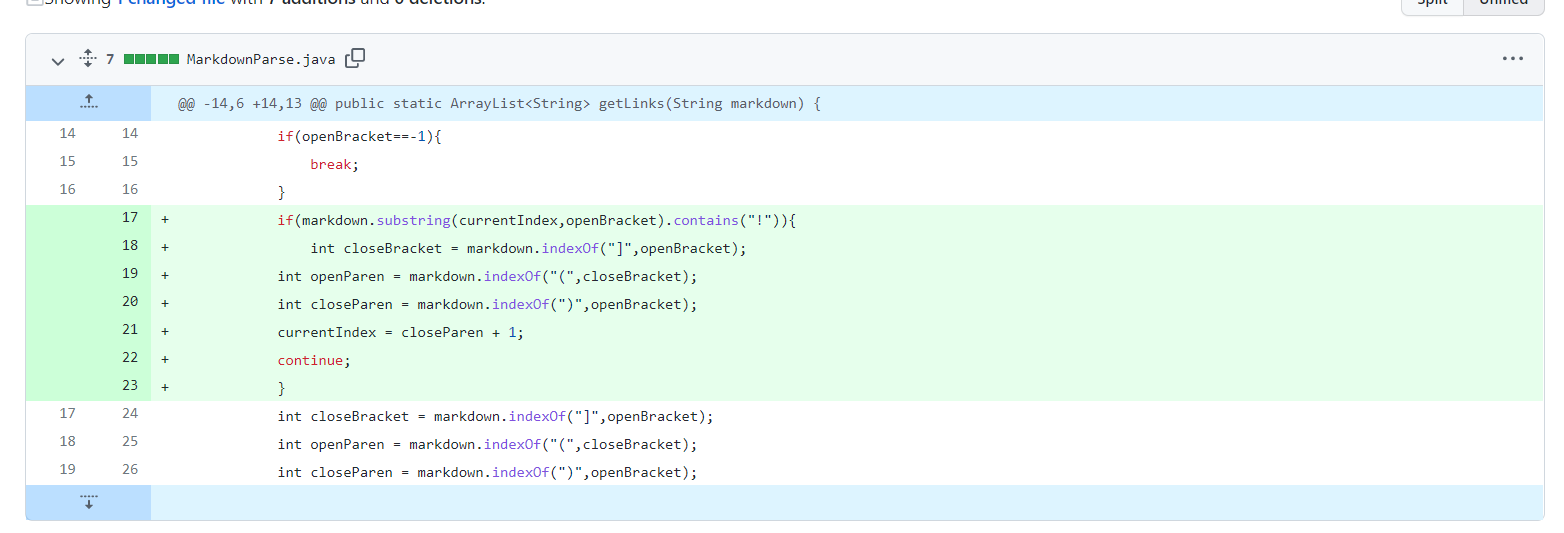 Showing 1 changed file with 7 additions and 0 deletions.
Split Unified
7 MarkdownParse.java
@@ -14,6 +14,13 @@ public static ArrayList<String> getLinks(String markdown) {
14 14 if(openBracket==-1){
15 15 break;
16 16 }
17 + if(markdown.substring(currentIndex,openBracket).contains("!")){
18 + int closeBracket = markdown.indexOf("]",openBracket);
19 + int openParen = markdown.indexOf("(",closeBracket);
20 + int closeParen = markdown.indexOf(")",openBracket);
21 + currentIndex = closeParen + 1;
22 + continue;
23 + }
17 24 int closeBracket = markdown.indexOf("]",openBracket);
18 25 int openParen = markdown.indexOf("(",closeBracket);
19 26 int closeParen = markdown.indexOf(")",openBracket);